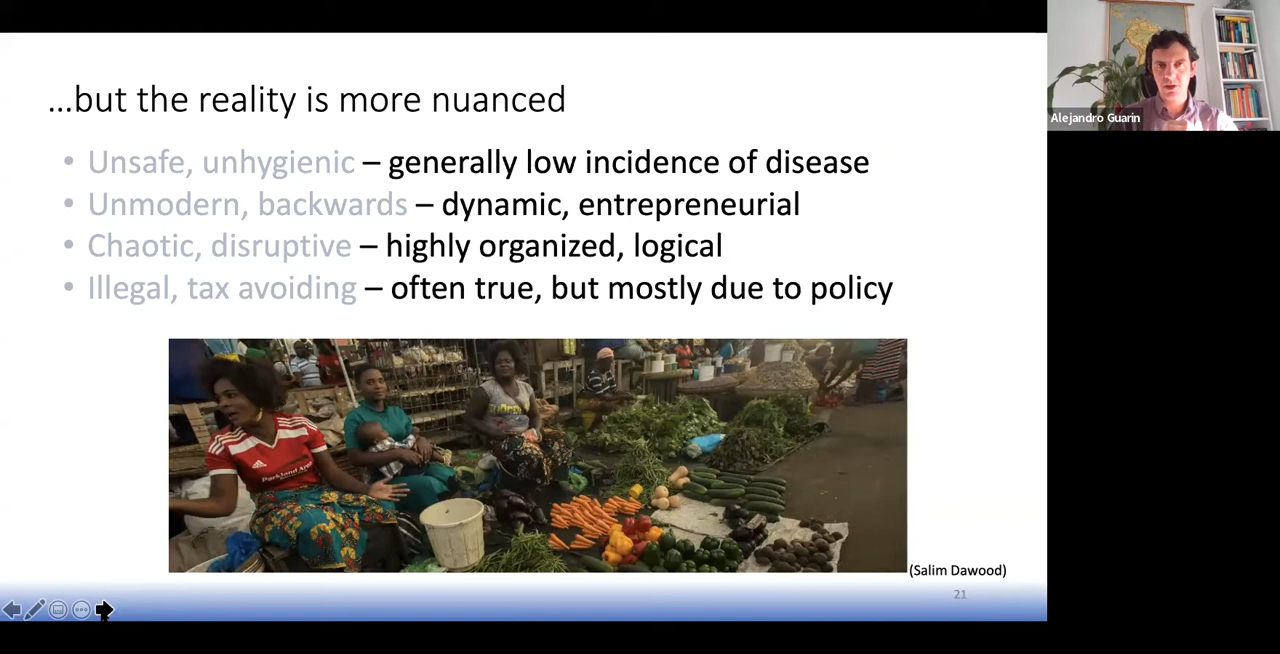 ...but the reality is more nuanced
• Unsafe, unhygienic – generally low incidence of disease
• Unmodern, backwards – dynamic, entrepreneurial
• Chaotic, disruptive – highly organized, logical
• Illegal, tax avoiding – often true, but mostly due to policy
(Salim Dawood)
21
Alejandro Guarin